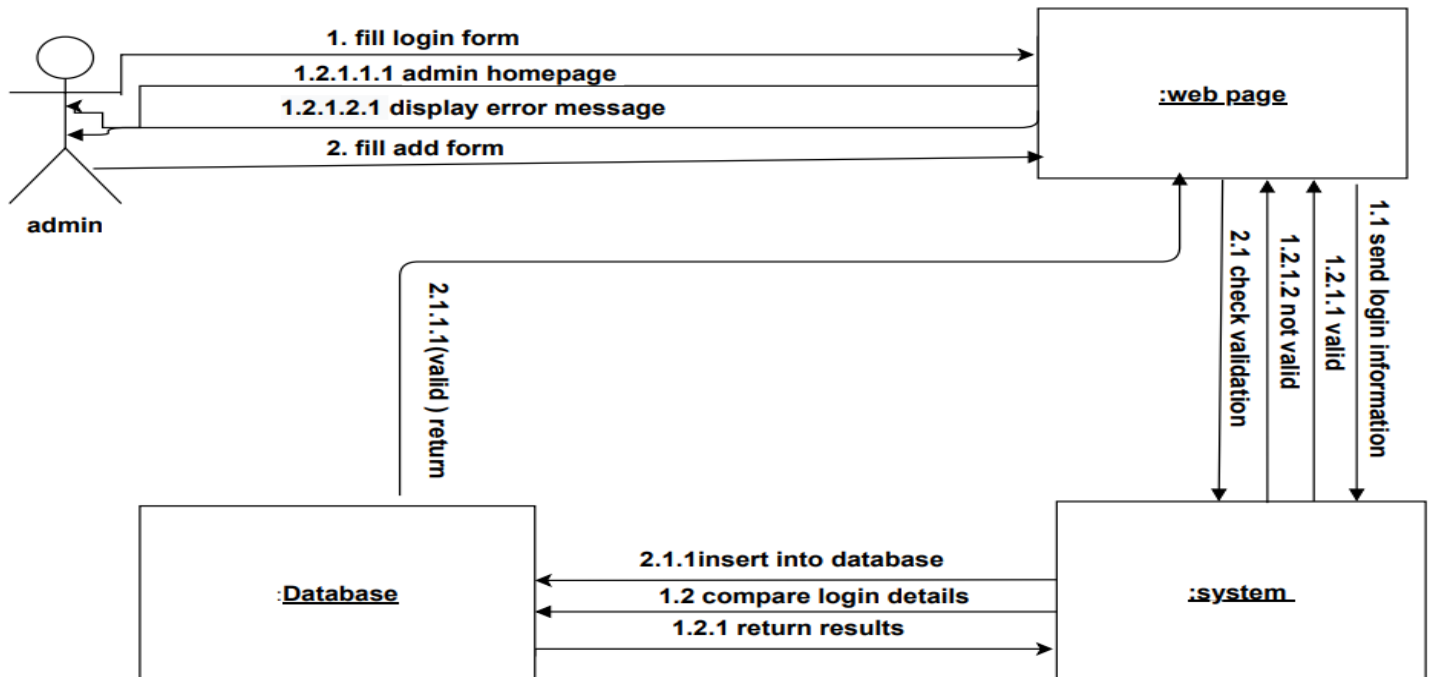 1. fill login form
1.2.1.1.1 admin homepage
1.2.1.2.1 display error message
2. fill add form
admin
:web page
2.1.1.1(valid ) return
2.1 check validation
1.2.1.2 not valid
1.2.1.1 valid
1.1 send login information
:Database
2.1.1insert into database
1.2 compare login details
1.2.1 return results
:system